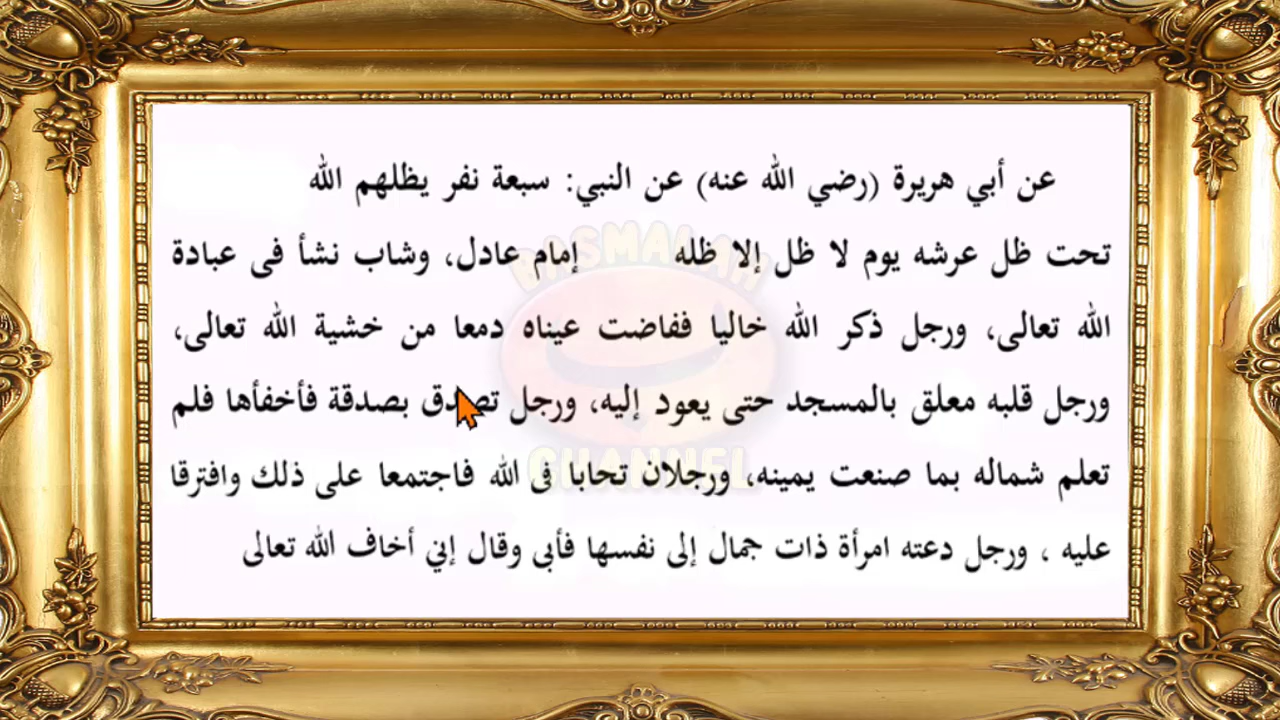 عن أبي هريرة (رضي الله عنه) عن النبي: سبعة نفر يظلهم الله
تحت ظل عرشه يوم لا ظل إلا ظله إمام عادل، وشاب نشأ فى عبادة
الله تعالى، ورجل ذكر الله خاليا ففاضت عيناه دمعا من خشية الله تعالى،
ورجل قلبه معلق بالمسجد حتى يعود إليه، ورجل تصدق بصدقة فأخفأها فلم
تعلم شماله بما صنعت يمينه، ورجلان تحابا فى الله فاجتمعا على ذلك وافترقا
عليه ، ورجل دعته امرأة ذات جمال إلى نفسها فأبى وقال إني أخاف الله تعالى
RASMALAH
CHANNEL